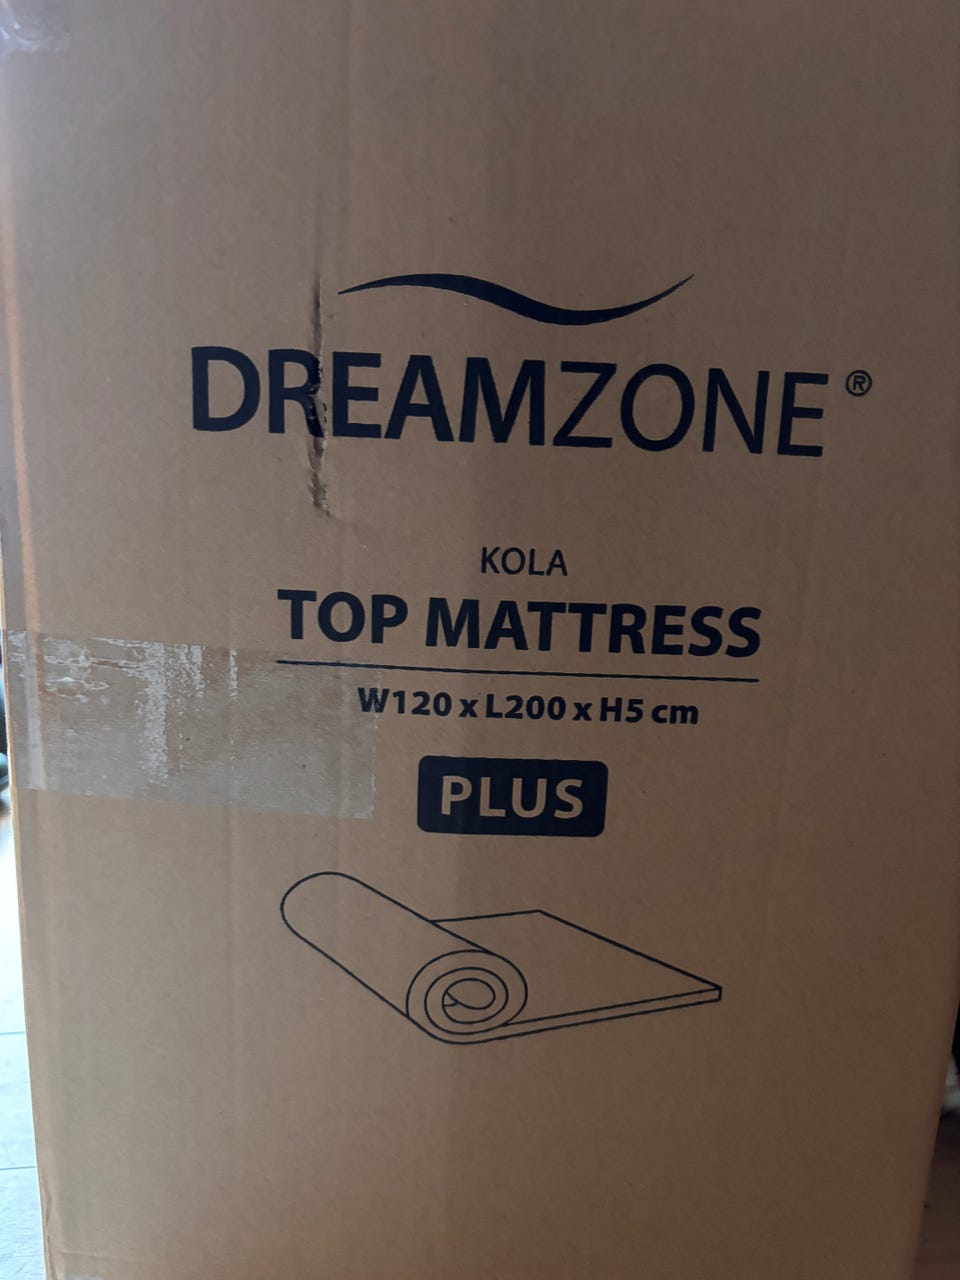 DREAMZONE®
KOLA
TOP MATTRESS
W120 x L200 x H5 cm
PLUS